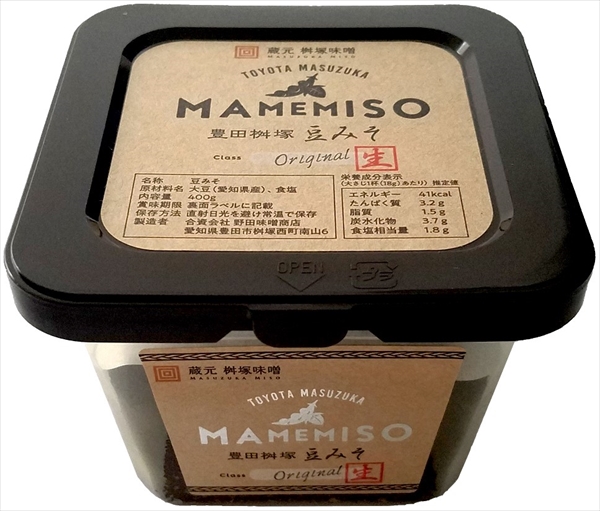 蔵元 桝塚味噌
MASUZUKA MISO
TOYOTA MASUZUKA
MAMEMISO
豊田桝塚 豆みそ
Class Original 生
名称 豆みそ
原材料名 大豆(愛知県産)、食塩
内容量 400g
賞味期限 裏面ラベルに記載
保存方法 直射日光を避け常温で保存
製造者 合資会社 野田味噌商店
愛知県豊田市桝塚西町南山6
栄養成分表示
(大さじ1杯(18g)あたり) 推定値
エネルギー 41kcal
たんぱく質 3.2g
脂質 1.5g
炭水化物 3.7g
食塩相当量 1.8g
OPEN プラ
蔵元 桝塚味噌
MASUZUKA MISO
TOYOTA MASUZUKA
MAMEMISO
豊田桝塚 豆みそ
Class Original 生